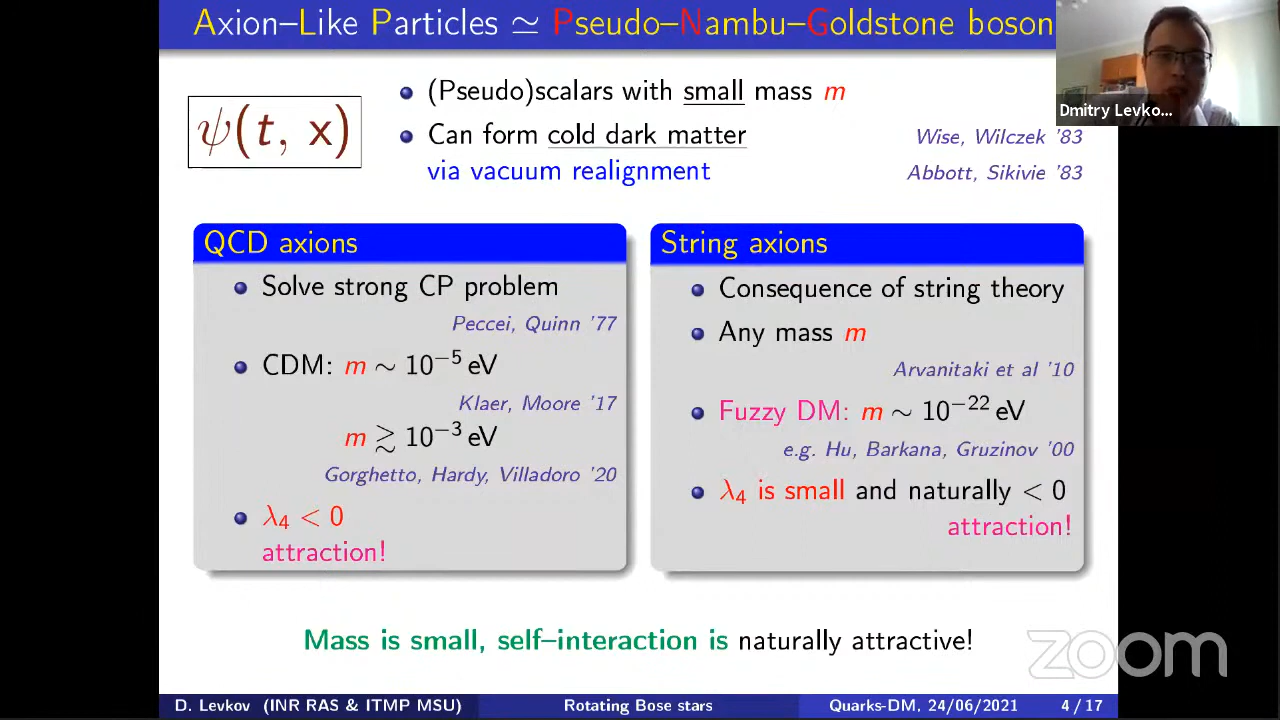 Axion–Like Particles ≃ Pseudo–Nambu–Goldstone boson
Dmitry Levko...
ψ(t, x)
(Pseudo)scalars with small mass m
Can form cold dark matter
Wise, Wilczek '83
via vacuum realignment
Abbott, Sikivie '83
QCD axions
Solve strong CP problem
Peccei, Quinn '77
CDM: m ∼ 10⁻⁵ eV
Klaer, Moore '17
m ≳ 10⁻³ eV
Gorghetto, Hardy, Villadoro '20
λ₄ < 0
attraction!
String axions
Consequence of string theory
Any mass m
Arvanitaki et al '10
Fuzzy DM: m ∼ 10⁻²² eV
e.g. Hu, Barkana, Gruzinov '00
λ₄ is small and naturally < 0
attraction!
Mass is small, self–interaction is naturally attractive!
zoom
D. Levkov (INR RAS & ITMP MSU) Rotating Bose stars Quarks-DM, 24/06/2021 4 / 17